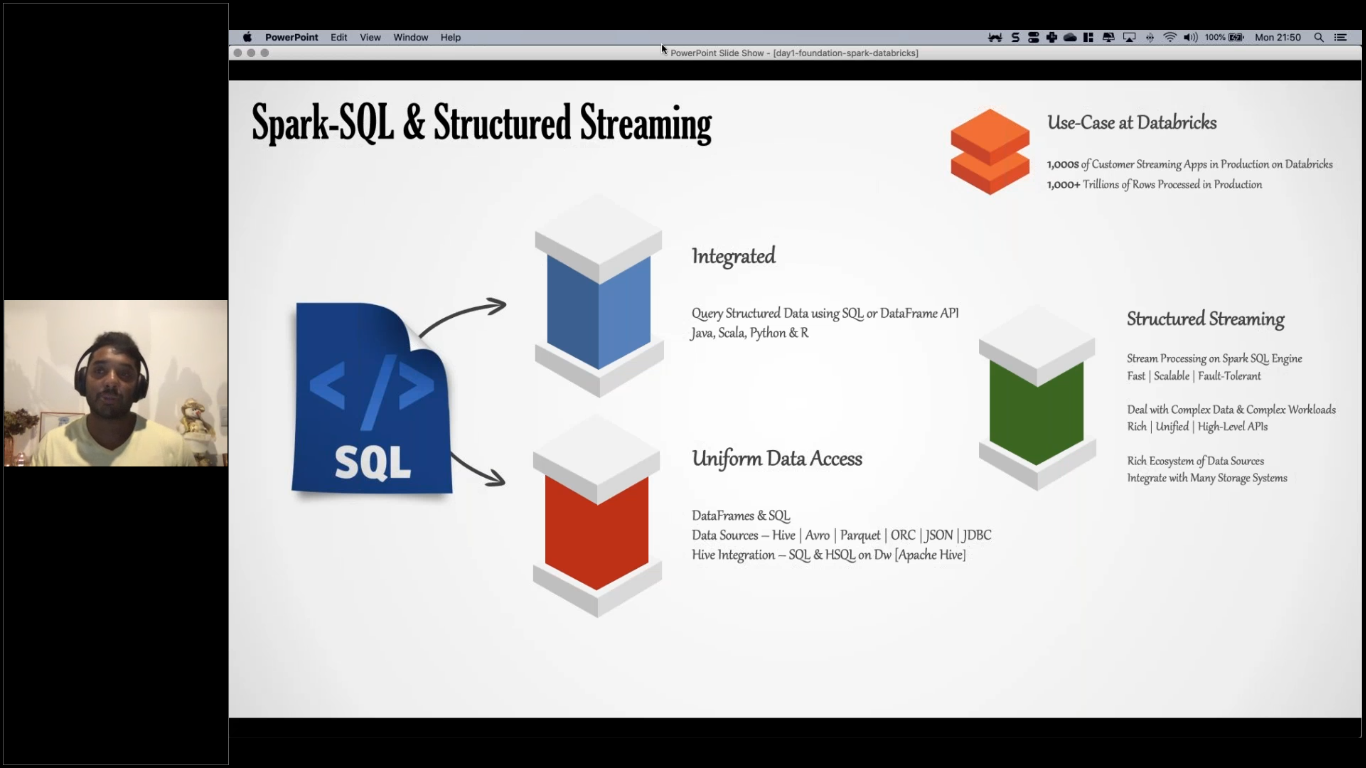 PowerPoint Edit View Window Help
100% Mon 21:50
PowerPoint Slide Show - [day1-foundation-spark-databricks]
Spark-SQL & Structured Streaming
Use-Case at Databricks
1,000s of Customer Streaming Apps in Production on Databricks
1,000+ Trillions of Rows Processed in Production
Integrated
Query Structured Data using SQL or DataFrame API
Java, Scala, Python & R
</>
SQL
Uniform Data Access
DataFrames & SQL
Data Sources – Hive | Avro | Parquet | ORC | JSON | JDBC
Hive Integration – SQL & HSQL on Dw [Apache Hive]
Structured Streaming
Stream Processing on Spark SQL Engine
Fast | Scalable | Fault-Tolerant
Deal with Complex Data & Complex Workloads
Rich | Unified | High-Level APIs
Rich Ecosystem of Data Sources
Integrate with Many Storage Systems